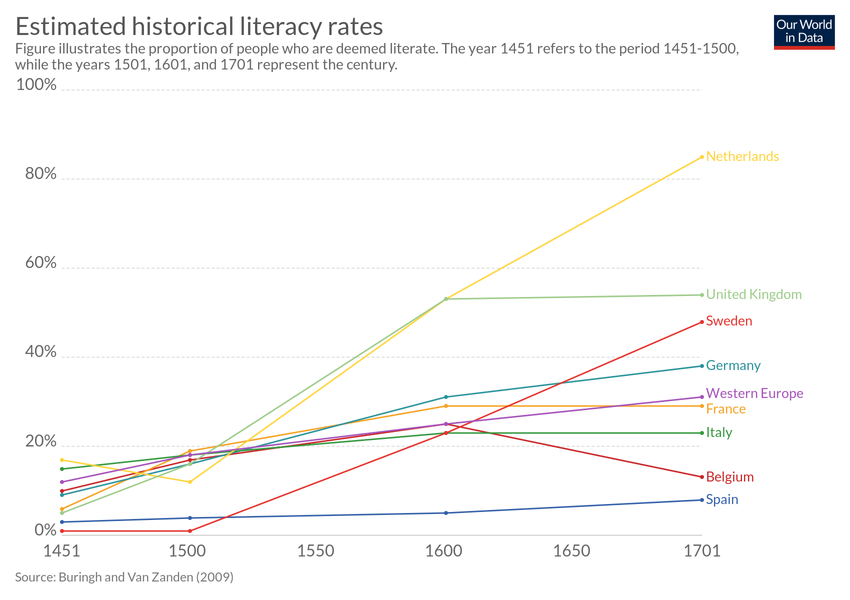 Estimated historical literacy rates
Our World
in Data
Figure illustrates the proportion of people who are deemed literate. The year 1451 refers to the period 1451-1500,
while the years 1501, 1601, and 1701 represent the century.
100%
80%
60%
40%
20%
0%
Netherlands
United Kingdom
Sweden
Germany
Western Europe
France
Italy
Belgium
Spain
1451
1500
1550
1600
1650
1701
Source: Buringh and Van Zanden (2009)